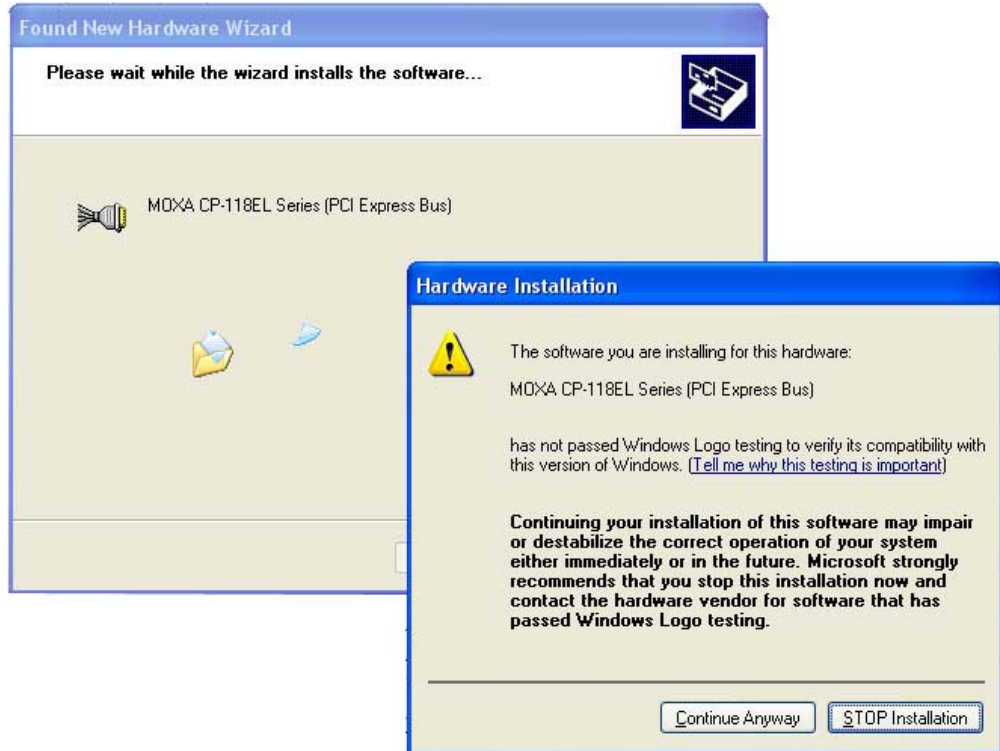 Found New Hardware Wizard
Please wait while the wizard installs the software...
MOXA CP-118EL Series (PCI Express Bus)
Hardware Installation
The software you are installing for this hardware:
MOXA CP-118EL Series (PCI Express Bus)
has not passed Windows Logo testing to verify its compatibility with
this version of Windows. (Tell me why this testing is important)
Continuing your installation of this software may impair
or destabilize the correct operation of your system
either immediately or in the future. Microsoft strongly
recommends that you stop this installation now and
contact the hardware vendor for software that has
passed Windows Logo testing.
Continue Anyway
STOP Installation